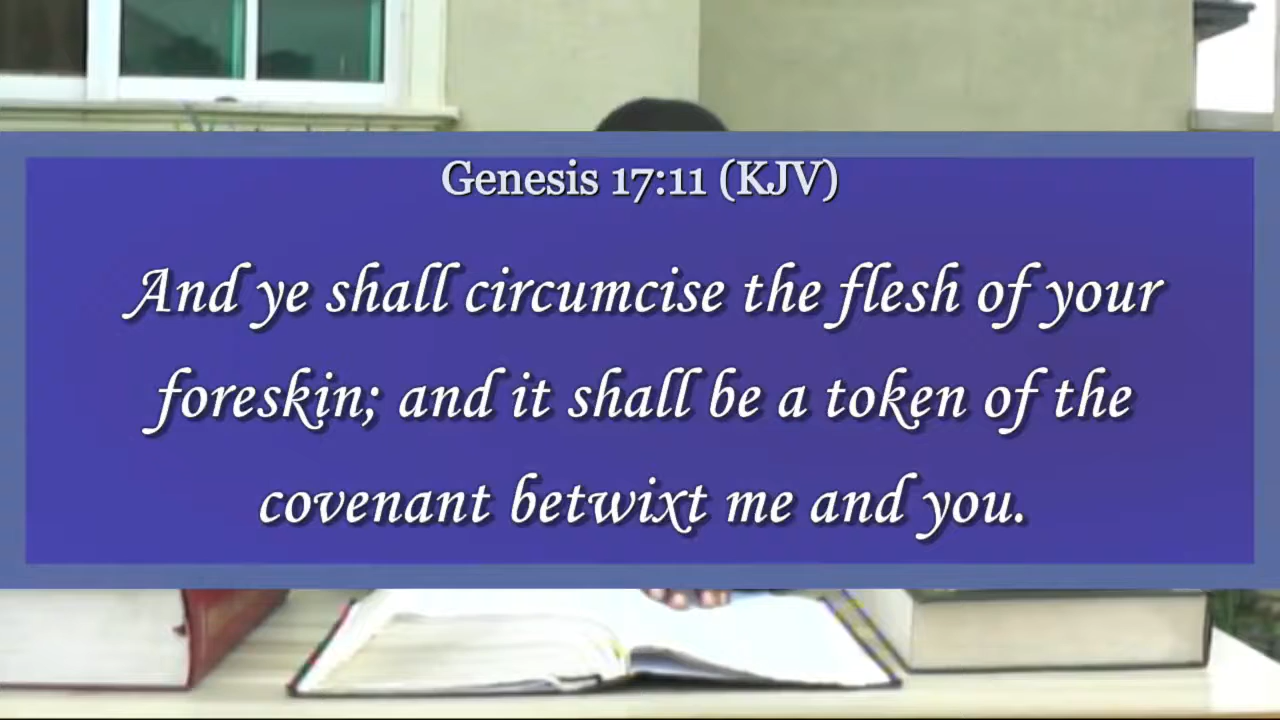 Genesis 17:11 (KJV)
And ye shall circumcise the flesh of your
foreskin; and it shall be a token of the
covenant betwixt me and you.